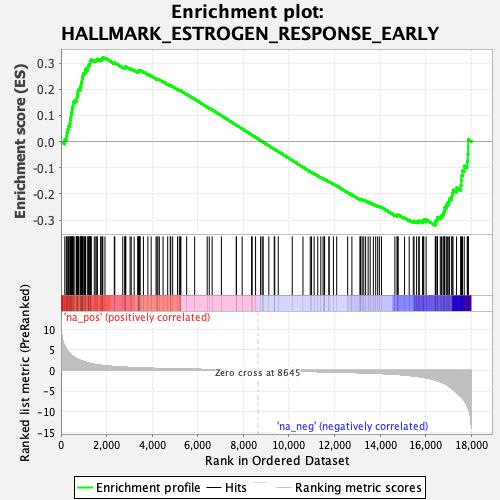 Enrichment plot:
HALLMARK_ESTROGEN_RESPONSE_EARLY
Enrichment score (ES)
0.3
0.2
0.1
0.0
-0.1
-0.2
-0.3
'na_pos' (positively correlated)
Ranked list metric (PreRanked)
10
5
0
-5
-10
-15
Zero cross at 8645
'na_neg' (negatively correlated)
0
2,000
4,000
6,000
8,000
10,000
12,000
14,000
16,000
18,000
Rank in Ordered Dataset
Enrichment profile
Hits
Ranking metric scores